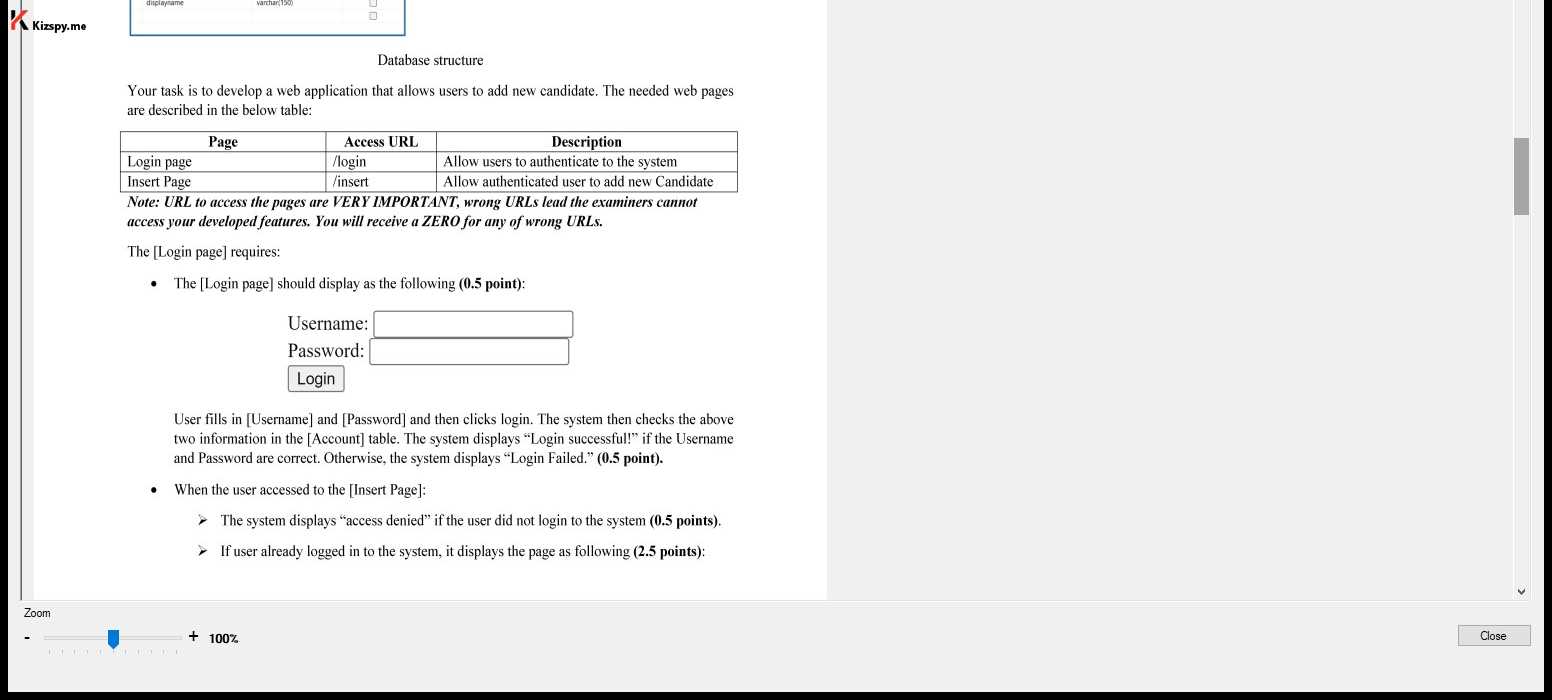 displayname varchar(150)
Kizspy.me
Database structure
Your task is to develop a web application that allows users to add new candidate. The needed web pages
are described in the below table:
Page Access URL Description
Login page /login Allow users to authenticate to the system
Insert Page /insert Allow authenticated user to add new Candidate
Note: URL to access the pages are VERY IMPORTANT, wrong URLs lead the examiners cannot
access your developed features. You will receive a ZERO for any of wrong URLs.
The [Login page] requires:
• The [Login page] should display as the following (0.5 point):
Username:
Password:
Login
User fills in [Username] and [Password] and then clicks login. The system then checks the above
two information in the [Account] table. The system displays “Login successful!” if the Username
and Password are correct. Otherwise, the system displays “Login Failed.” (0.5 point).
• When the user accessed to the [Insert Page]:
➢ The system displays “access denied” if the user did not login to the system (0.5 points).
➢ If user already logged in to the system, it displays the page as following (2.5 points):
Zoom
- + 100%
Close